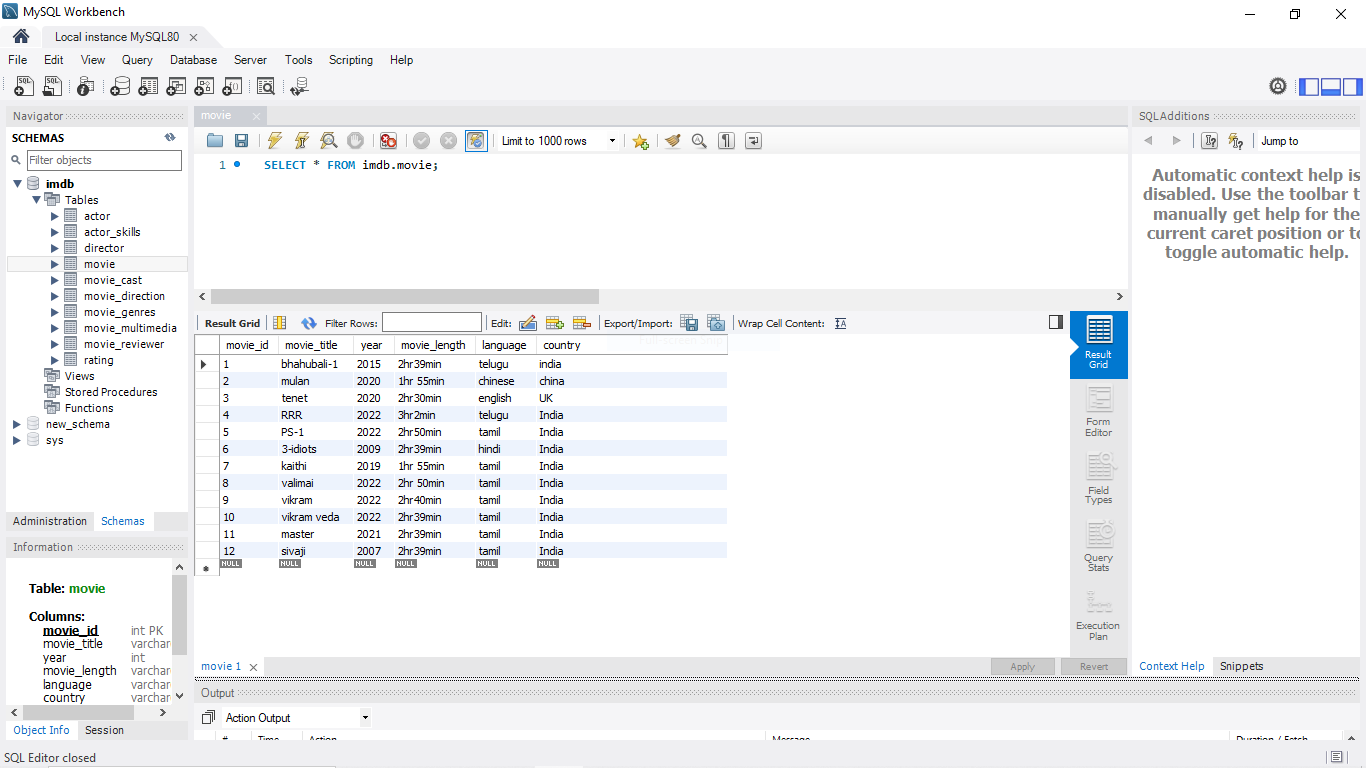 MySQL Workbench
Local instance MySQL80
File Edit View Query Database Server Tools Scripting Help
Navigator
SCHEMAS
Filter objects
imdb
Tables
actor
actor_skills
director
movie
movie_cast
movie_direction
movie_genres
movie_multimedia
movie_reviewer
rating
Views
Stored Procedures
Functions
new_schema
sys
Administration Schemas
Information
Table: movie
Columns:
movie_id int PK
movie_title varchar
year int
movie_length varchar
language varchar
country varchar
Object Info Session
movie
Limit to 1000 rows
1 SELECT * FROM imdb.movie;
Result Grid Filter Rows: Edit: Export/Import: Wrap Cell Content:
movie_id movie_title year movie_length language country
1 bhahubali-1 2015 2hr39min telugu india
2 mulan 2020 1hr 55min chinese china
3 tenet 2020 2hr30min english UK
4 RRR 2022 3hr2min telugu India
5 PS-1 2022 2hr50min tamil India
6 3-idiots 2009 2hr39min hindi India
7 kaithi 2019 1hr 55min tamil India
8 valimai 2022 2hr 50min tamil India
9 vikram 2022 2hr40min tamil India
10 vikram veda 2022 2hr39min tamil India
11 master 2021 2hr39min tamil India
12 sivaji 2007 2hr39min tamil India
NULL NULL NULL NULL NULL NULL
Result
Grid
Form
Editor
Field
Types
Query
Stats
Execution
Plan
movie 1
Apply Revert
Output
Action Output
# Time Action Message Duration / Fetch
SQLAdditions
Jump to
Automatic context help is
disabled. Use the toolbar t
manually get help for the
current caret position or to
toggle automatic help.
Context Help Snippets
SQL Editor closed